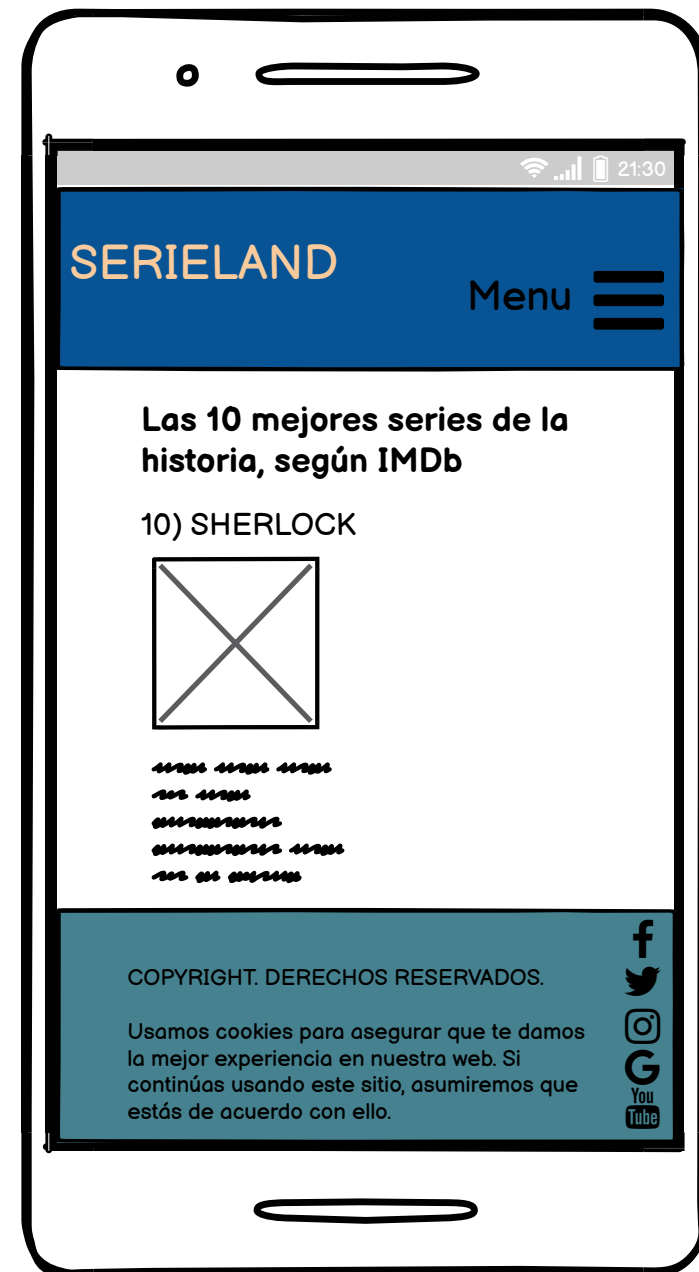 21:30
SERIELAND
Menu
Las 10 mejores series de la
historia, según IMDb
10) SHERLOCK
COPYRIGHT. DERECHOS RESERVADOS.
Usamos cookies para asegurar que te damos
la mejor experiencia en nuestra web. Si
continúas usando este sitio, asumiremos que
estás de acuerdo con ello.
You
Tube